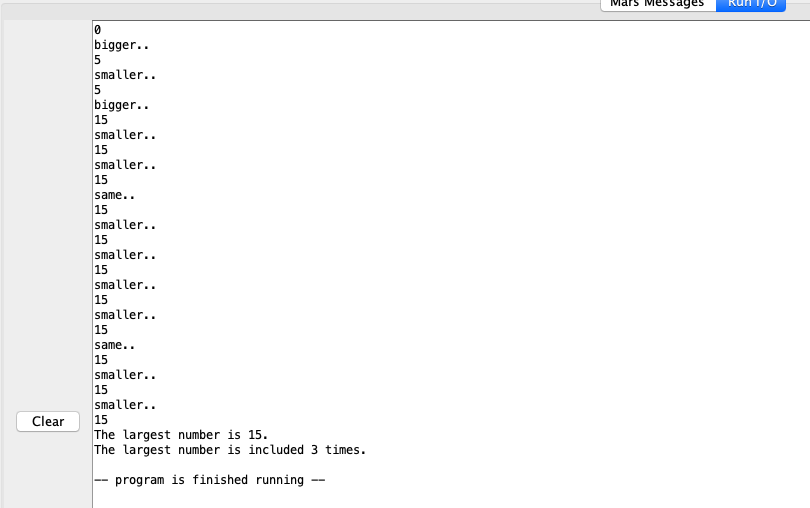 Mars Messages
Run I/O
0
bigger..
5
smaller..
5
bigger..
15
smaller..
15
smaller..
15
same..
15
smaller..
15
smaller..
15
smaller..
15
smaller..
15
same..
15
smaller..
15
smaller..
15
Clear
The largest number is 15.
The largest number is included 3 times.
-- program is finished running --